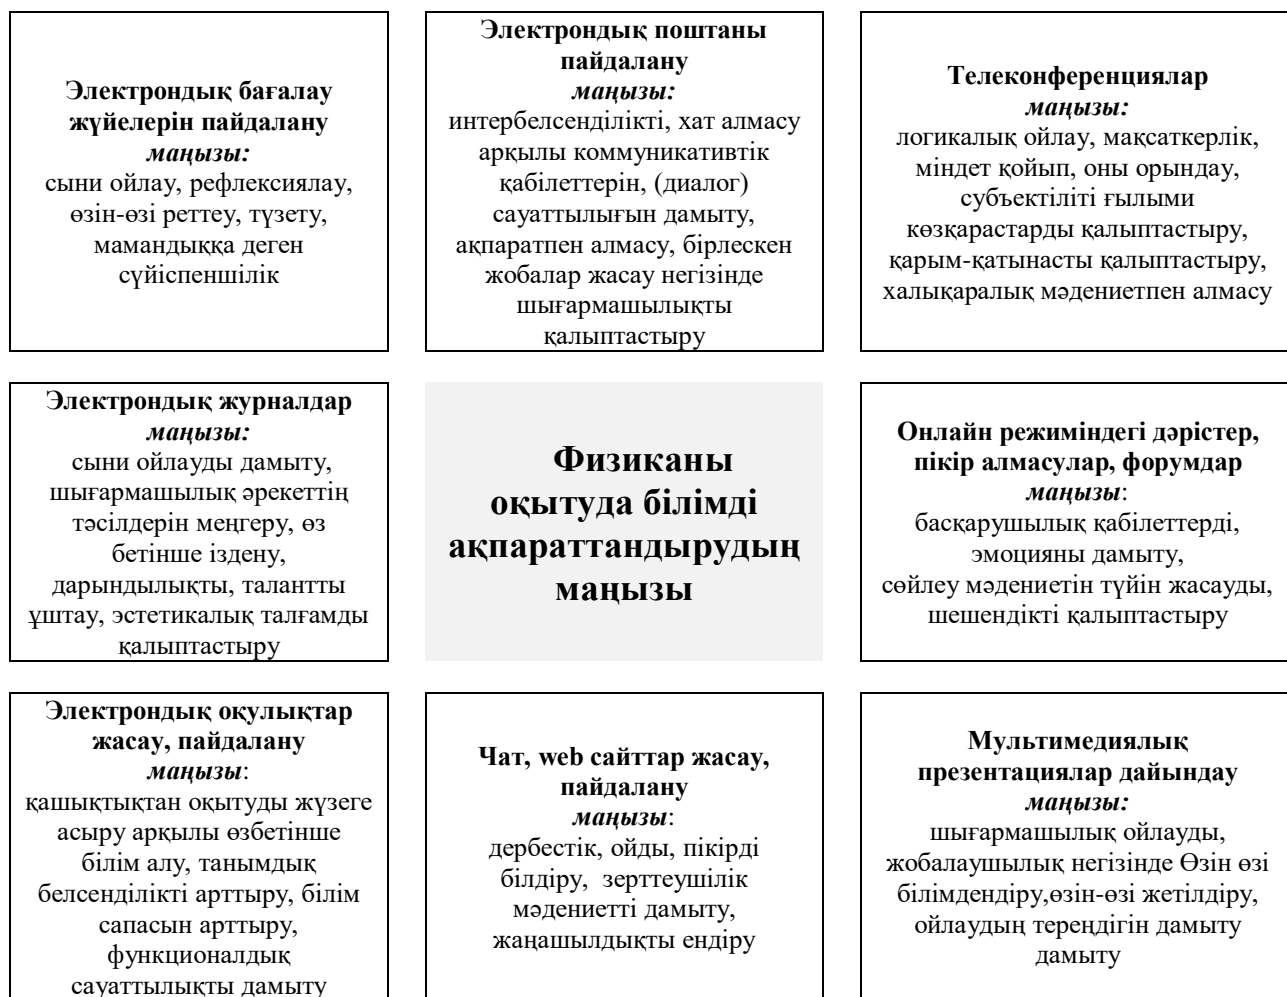 Электрондық бағалау
жүйелерін пайдалану
маңызы:
сыни ойлау, рефлексиялау,
өзін-өзі реттеу, түзету,
мамандыққа деген
сүйіспеншілік
Электрондық поштаны
пайдалану
маңызы:
интербелсенділікті, хат алмасу
арқылы коммуникативтік
қабілеттерін, (диалог)
сауаттылығын дамыту,
ақпаратпен алмасу, бірлескен
жобалар жасау негізінде
шығармашылықты
қалыптастыру
Телеконференциялар
маңызы:
логикалық ойлау, мақсаткерлік,
міндет қойып, оны орындау,
субъектіліті ғылыми
көзқарастарды қалыптастыру,
қарым-қатынасты қалыптастыру,
халықаралық мәдениетпен алмасу
Электрондық журналдар
маңызы:
сыни ойлауды дамыту,
шығармашылық әрекеттің
тәсілдерін меңгеру, өз
бетінше іздену,
дарындылықты, талантты
ұштау, эстетикалық талғамды
қалыптастыру
Физиканы
оқытуда білімді
ақпараттандырудың
маңызы
Онлайн режиміндегі дәрістер,
пікір алмасулар, форумдар
маңызы:
басқарушылық қабілеттерді,
эмоцияны дамыту,
сөйлеу мәдениетін түйін жасауды,
шешендікті қалыптастыру
Электрондық оқулықтар
жасау, пайдалану
маңызы:
қашықтықтан оқытуды жүзеге
асыру арқылы өзбетінше
білім алу, танымдық
белсенділікті арттыру, білім
сапасын арттыру,
функционалдық
сауаттылықты дамыту
Чат, web сайттар жасау,
пайдалану
маңызы:
дербестік, ойды, пікірді
білдіру, зерттеушілік
мәдениетті дамыту,
жаңашылдықты ендіру
Мультимедиялық
презентациялар дайындау
маңызы:
шығармашылық ойлауды,
жобалаушылық негізінде Өзін өзі
білімдендіру,өзін-өзі жетілдіру,
ойлаудың тереңдігін дамыту
дамыту